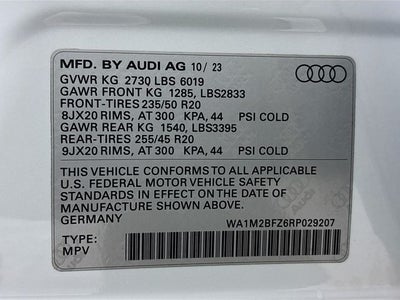 MFD. BY AUDI AG 10/ 23
GVWR KG 2730 LBS 6019
GAWR FRONT KG 1285, LBS2833
FRONT-TIRES 235/50 R20
8JX20 RIMS, AT 300 KPA, 44 PSI COLD
GAWR REAR KG 1540, LBS3395
REAR-TIRES 255/45 R20
9JX20 RIMS, AT 300 KPA, 44 PSI COLD
THIS VEHICLE CONFORMS TO ALL APPLICABLE
U.S. FEDERAL MOTOR VEHICLE SAFETY
STANDARDS IN EFFECT ON THE DATE OF
MANUFACTURE SHOWN ABOVE.
GERMANY WA1M2BFZ6RP029207
TYPE:
MPV